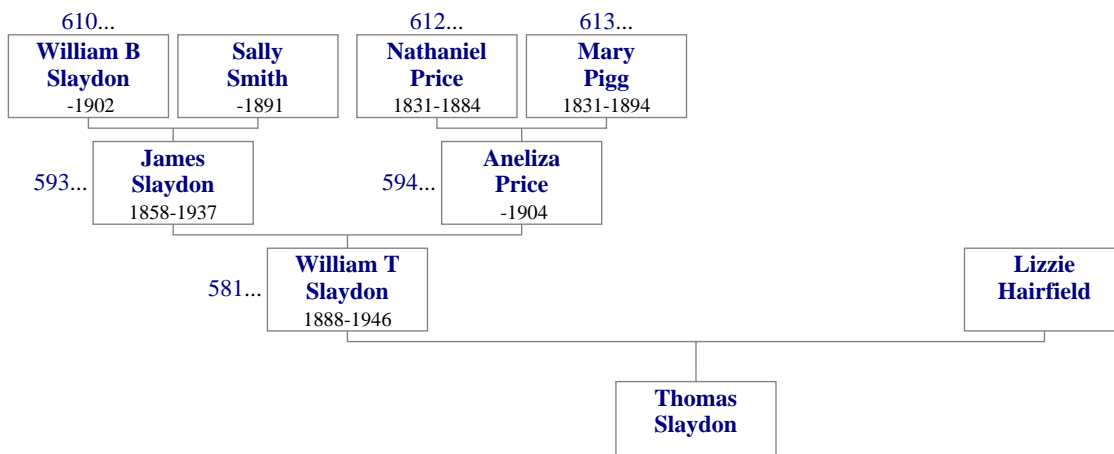 610...
612...
613...
William B
Slaydon
-1902
Sally
Smith
-1891
Nathaniel
Price
1831-1884
Mary
Pigg
1831-1894
593...
James
Slaydon
1858-1937
594...
Aneliza
Price
-1904
581...
William T
Slaydon
1888-1946
Lizzie
Hairfield
Thomas
Slaydon